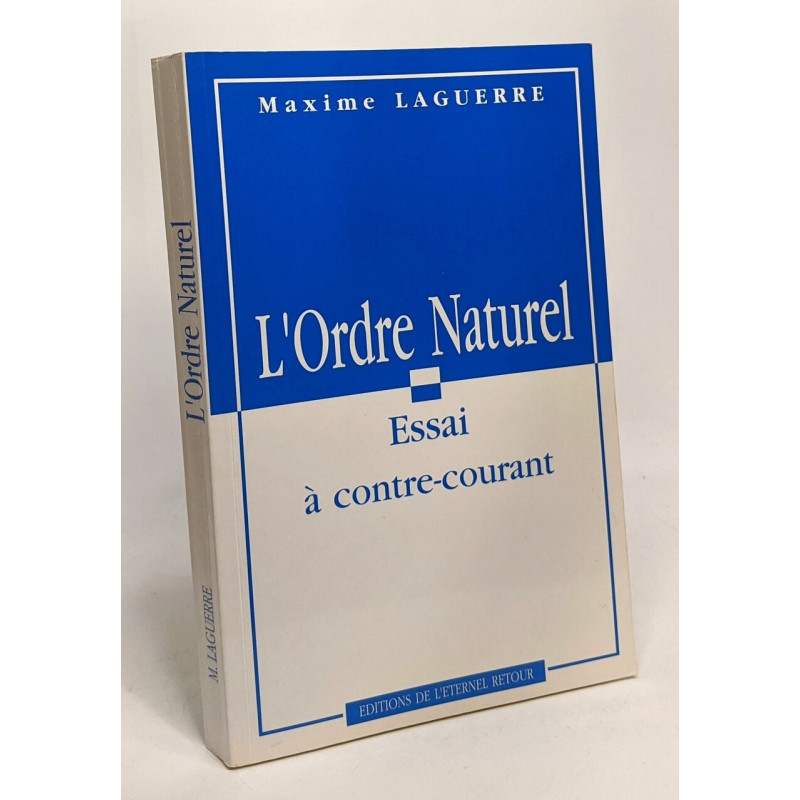 Maxime LAGUERRE
L'Ordre Naturel
Essai
à contre-courant
EDITIONS DE L'ETERNEL RETOUR
L'Ordre Naturel
M. LAGUERRE